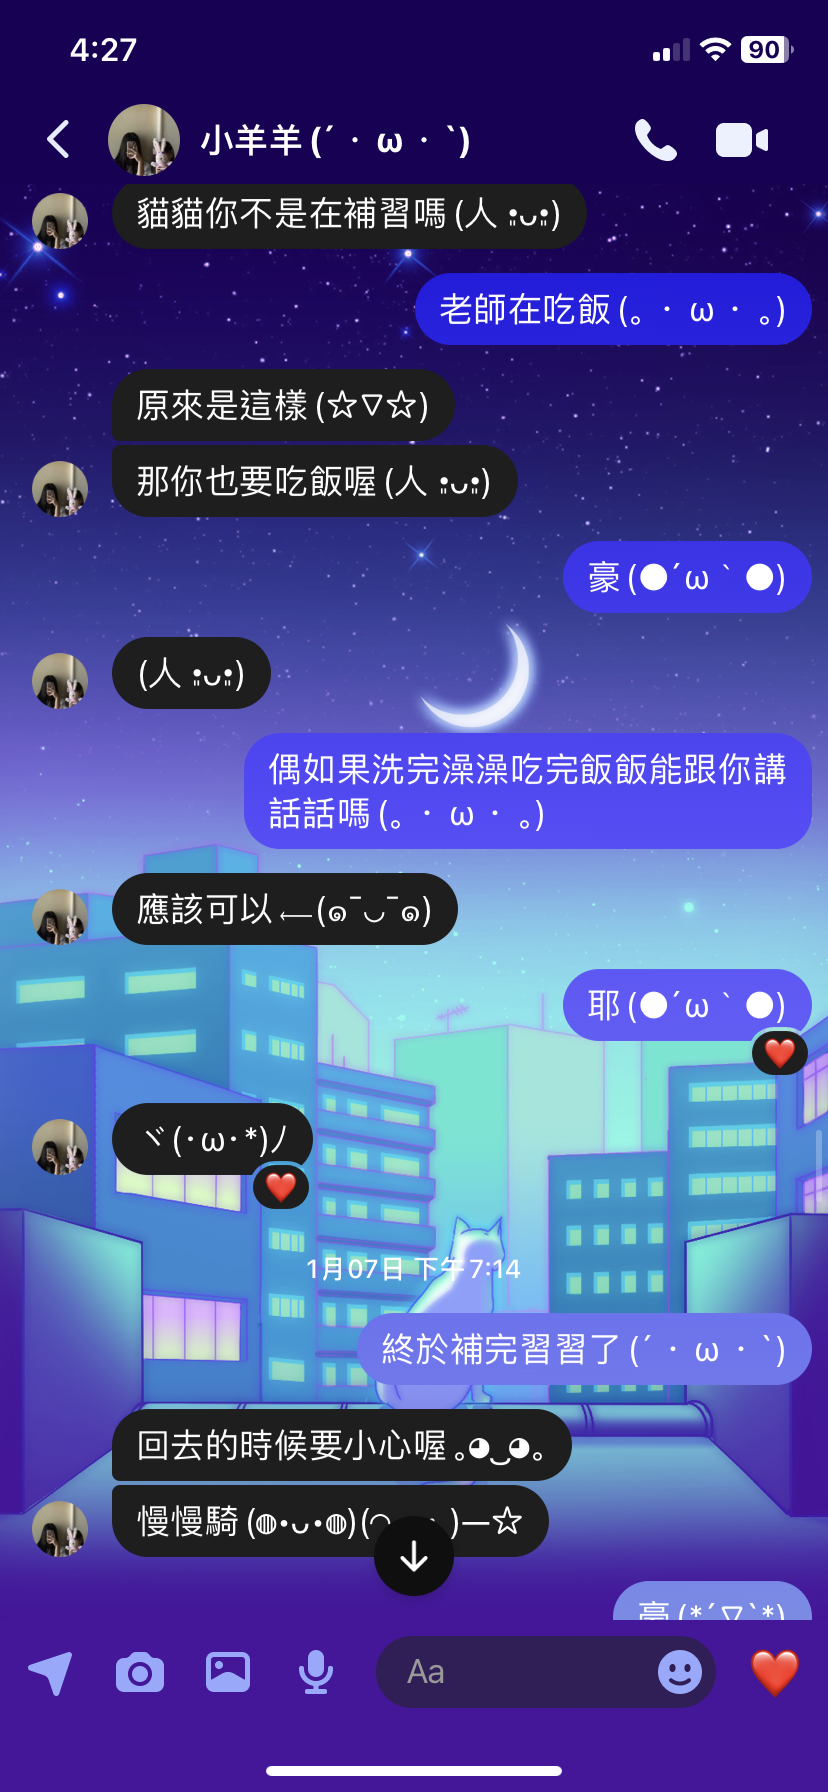 4:27
90
小羊羊 (´・ω・`)
貓貓你不是在補習嗎 (人 •͈ᴗ•͈)
老師在吃飯 (。・ω・。)
原來是這樣 (☆▽☆)
那你也要吃飯喔 (人 •͈ᴗ•͈)
豪 (●´ω｀●)
(人 •͈ᴗ•͈)
偶如果洗完澡澡吃完飯飯能跟你講
話話嗎 (。・ω・。)
應該可以 ←(๑¯◡¯๑)
耶 (●´ω｀●)
ヾ(･ω･*)ﾉ
1月07日 下午 7:14
終於補完習習了 (´・ω・`)
回去的時候要小心喔 ｡◕‿◕｡
慢慢騎 (◍•ᴗ•◍)(◠ )—☆
豪 (*´∇`*)
Aa